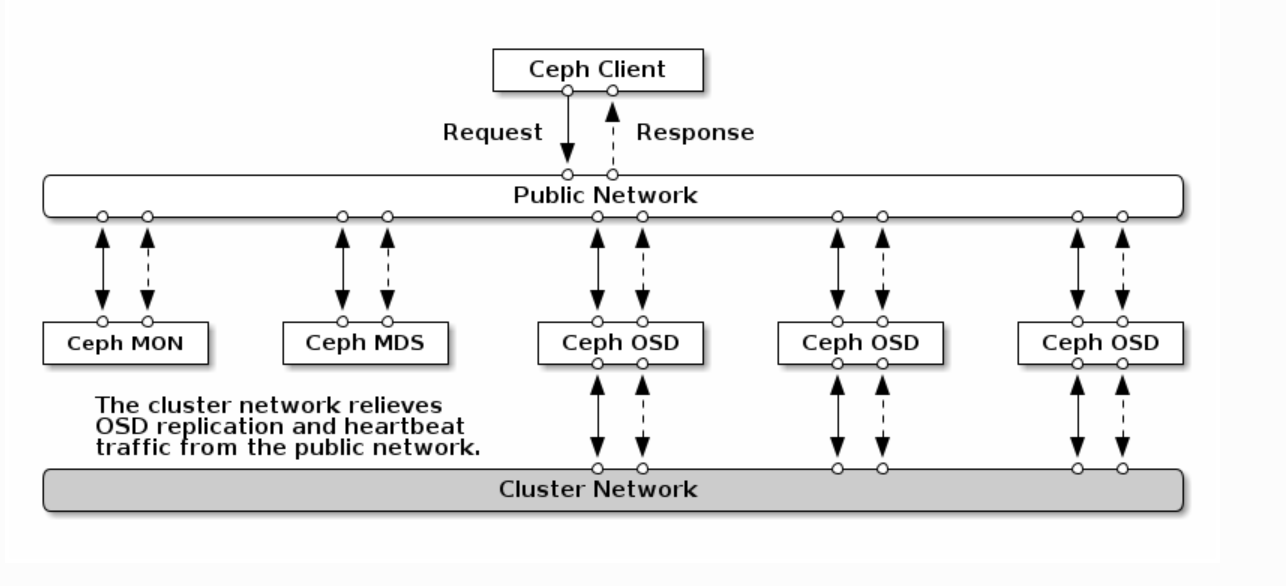 Ceph Client
Request
Response
Public Network
Ceph MON
Ceph MDS
Ceph OSD
Ceph OSD
Ceph OSD
The cluster network relieves
OSD replication and heartbeat
traffic from the public network.
Cluster Network